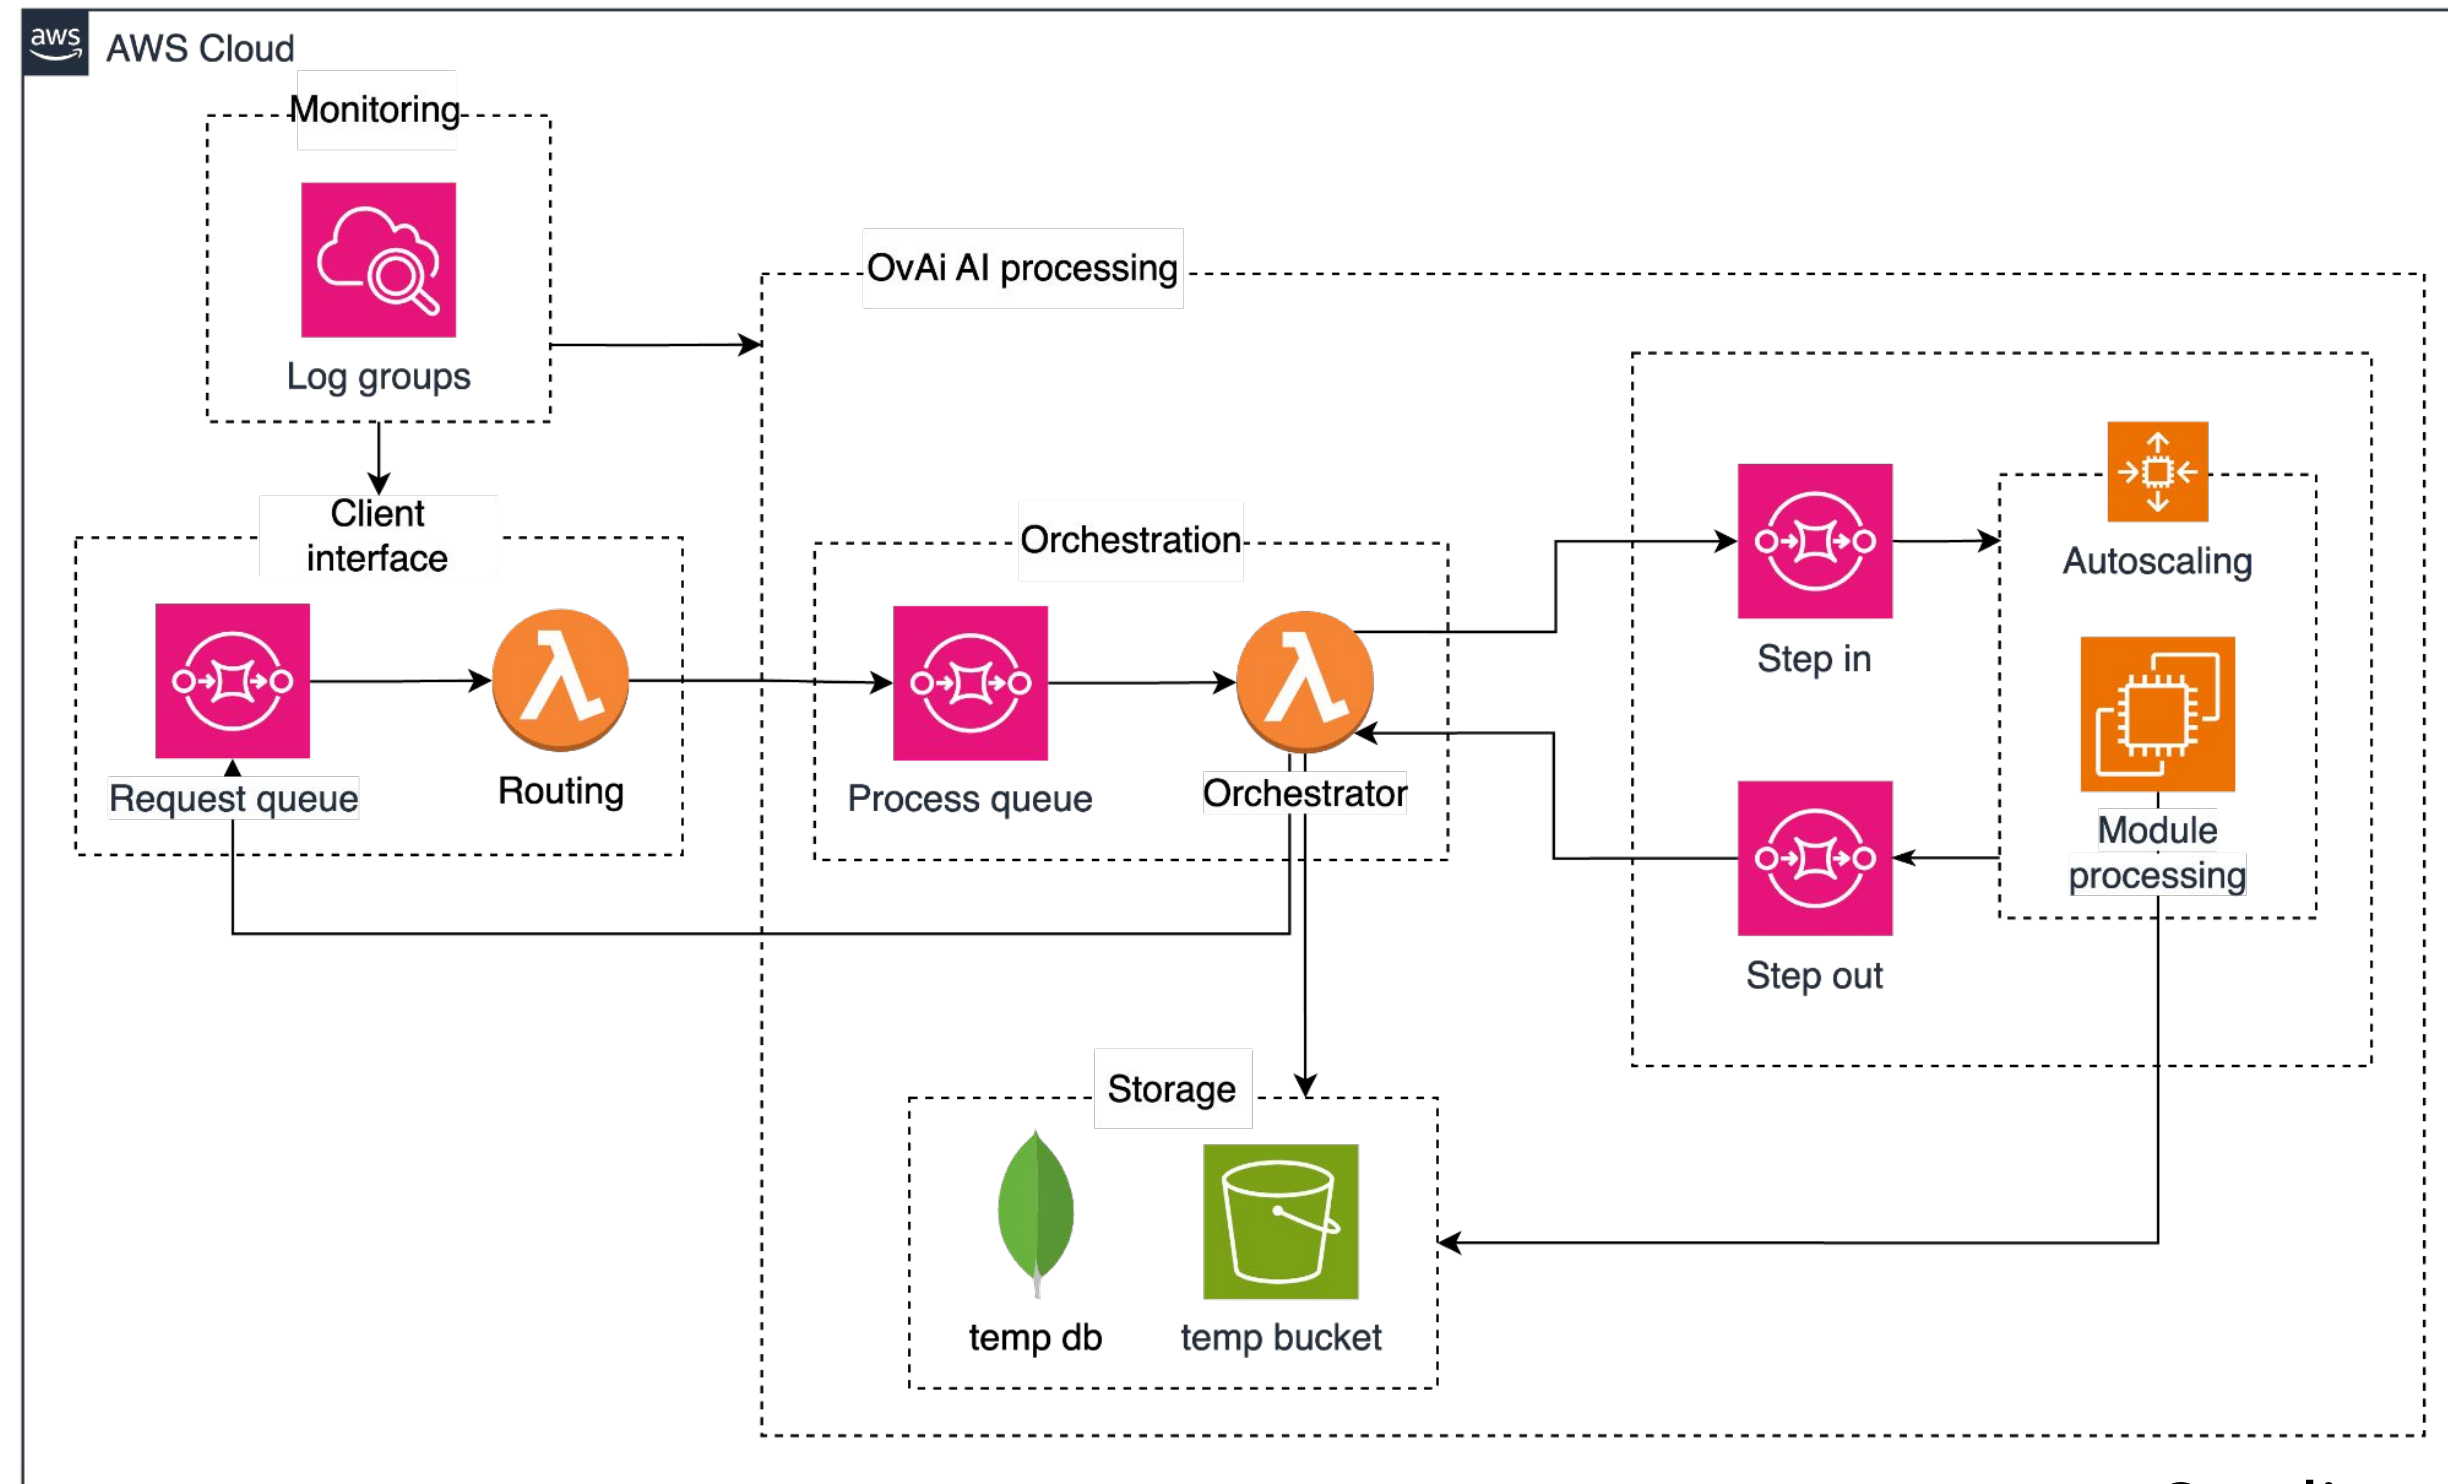 aws
AWS Cloud
Monitoring
Log groups
OvAi AI processing
Client
interface
Orchestration
Autoscaling
Step in
Request queue
Routing
Process queue
Orchestrator
Module
processing
Step out
Storage
temp db
temp bucket